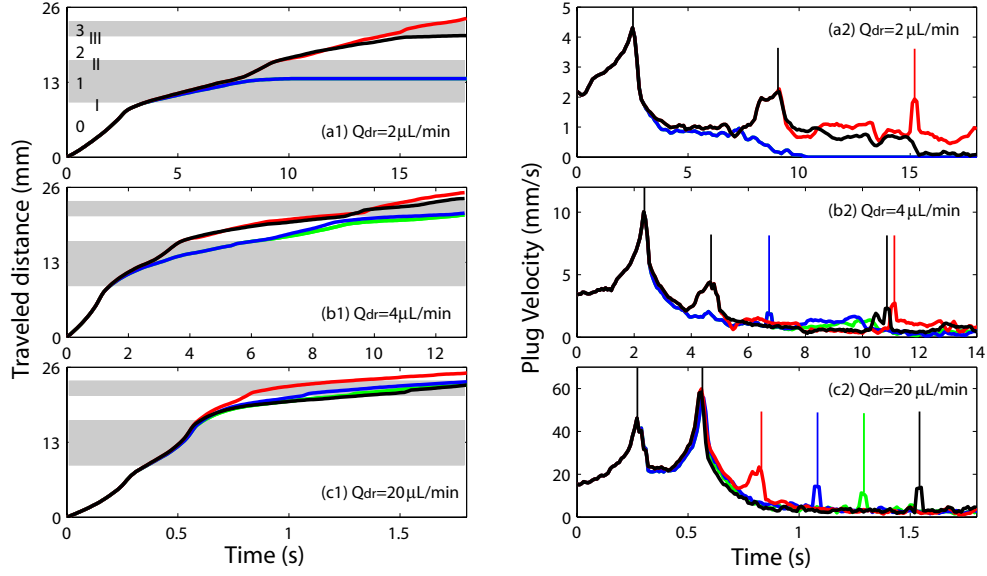 Traveled distance (mm)
26
13
0
3
III
2
II
1
I
0
(a1) Qdr=2μL/min
0 5 10 15
26
13
0
(b1) Qdr=4μL/min
0 2 4 6 8 10 12
26
13
0
(c1) Qdr=20μL/min
0 0.5 1 1.5
Time (s)
Plug Velocity (mm/s)
5
4
3
2
1
0
(a2) Qdr=2μL/min
0 5 10 15
10
5
0
(b2) Qdr=4μL/min
0 2 4 6 8 10 12 14
60
40
20
0
(c2) Qdr=20μL/min
0 0.5 1 1.5
Time (s)